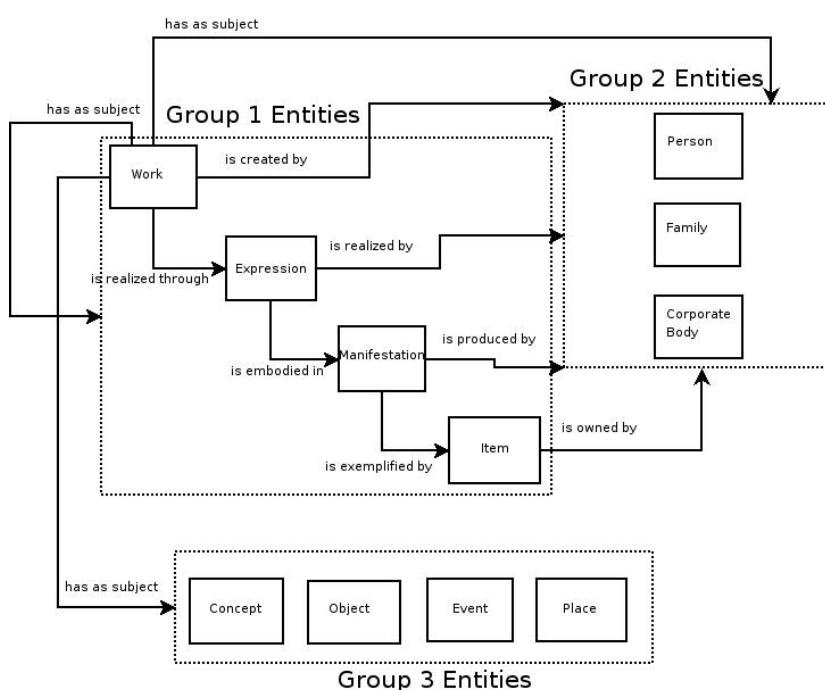 has as subject
Group 2 Entities
has as subject
Group 1 Entities
Person
is created by
Work
Family
is realized by
Expression
is realized through
Corporate
Body
is produced by
Manifestation
is embodied in
is owned by
Item
is exemplified by
has as subject
Concept
Object
Event
Place
Group 3 Entities